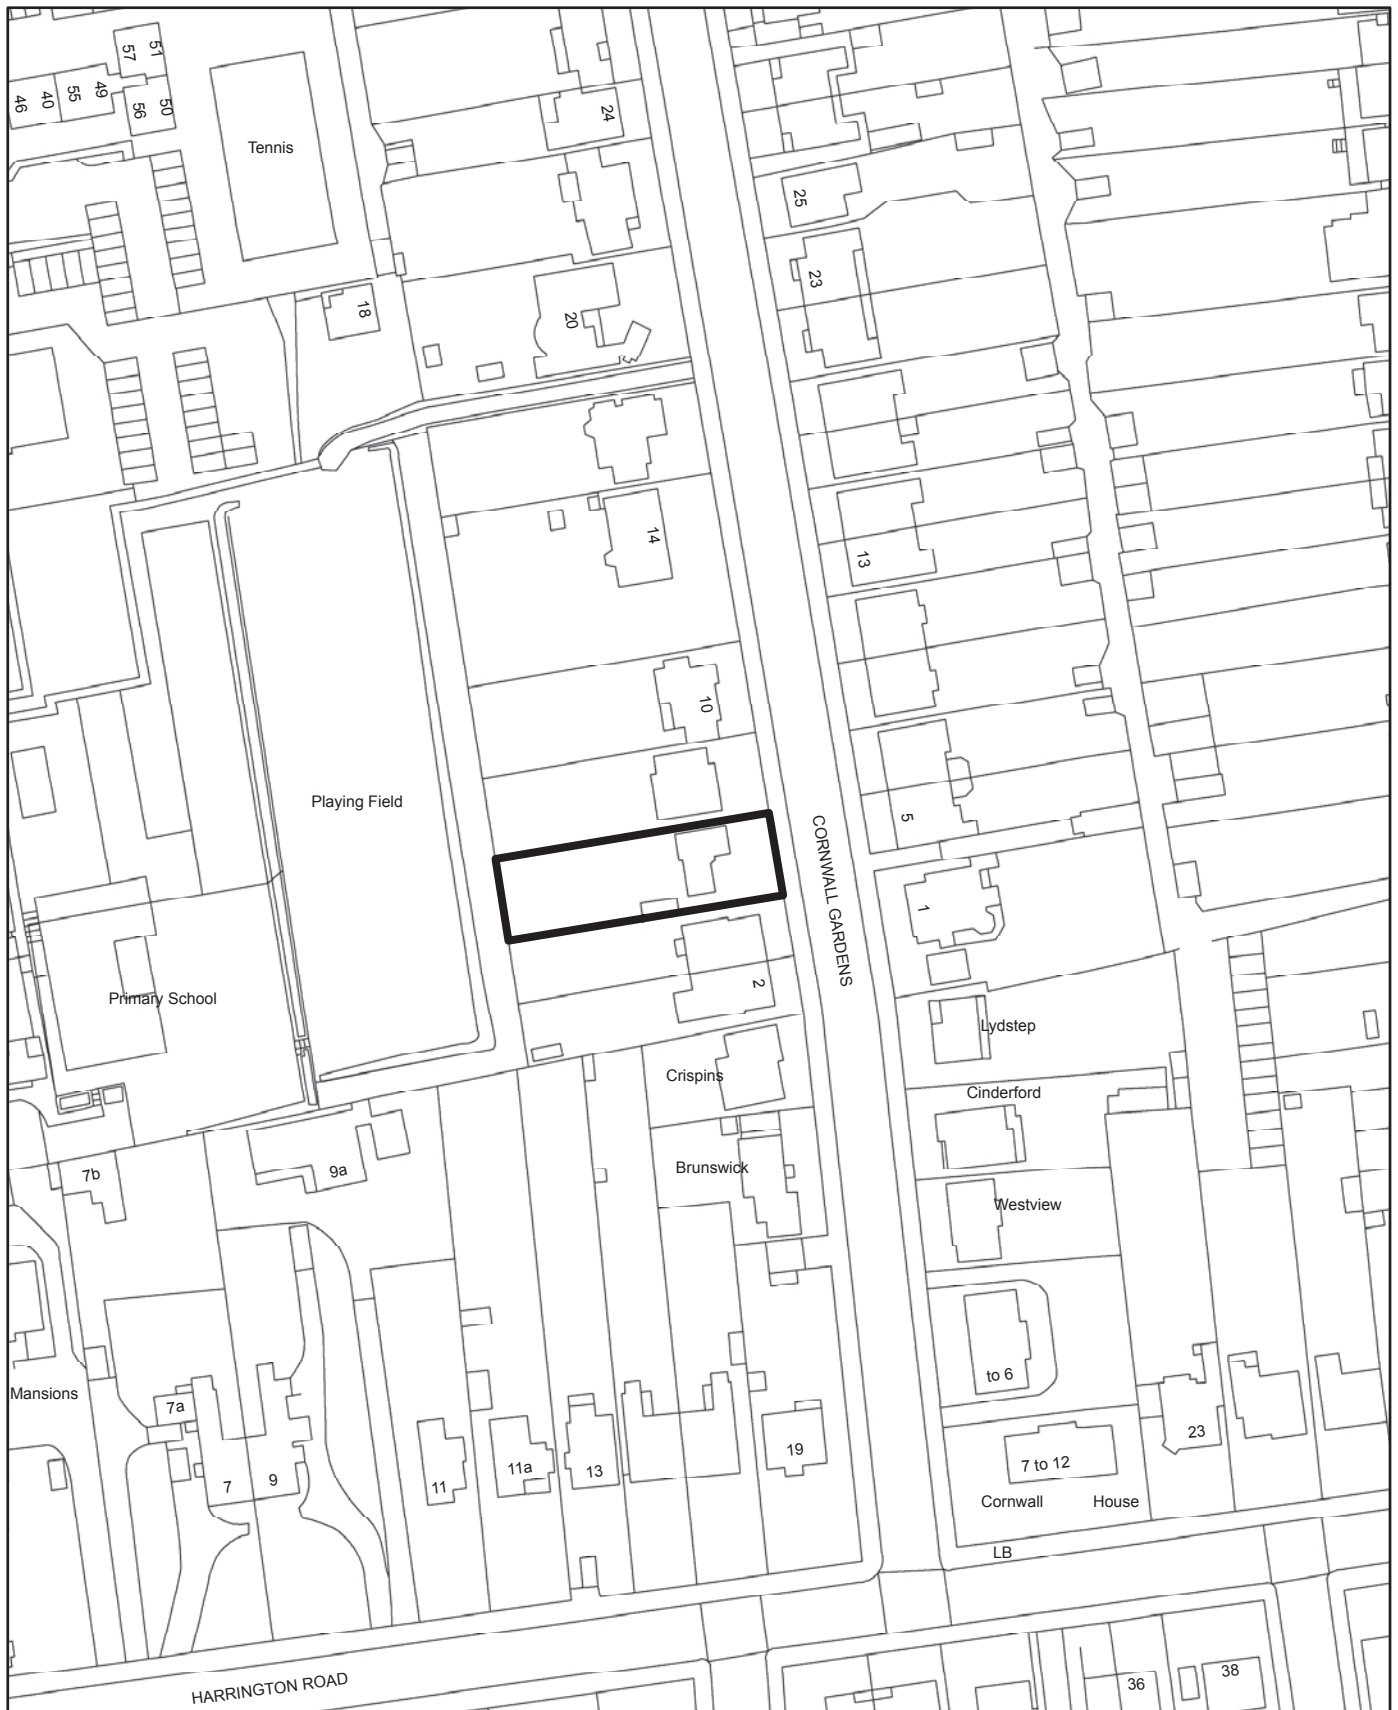 51
57
49
55
40
46
50
56
24
Tennis
25
23
18
20
14
13
10
Playing Field
5
CORNWALL GARDENS
1
2
Primary School
Lydstep
Crispins
Cinderford
Brunswick
7b
9a
Westview
to 6
Mansions
7a
23
19
7 to 12
11a
13
9
7
11
Cornwall House
LB
HARRINGTON ROAD
36
38